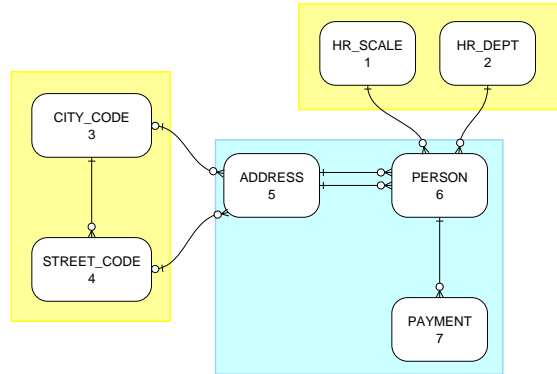 HR_SCALE
1
HR_DEPT
2
CITY_CODE
3
ADDRESS
5
PERSON
6
STREET_CODE
4
PAYMENT
7